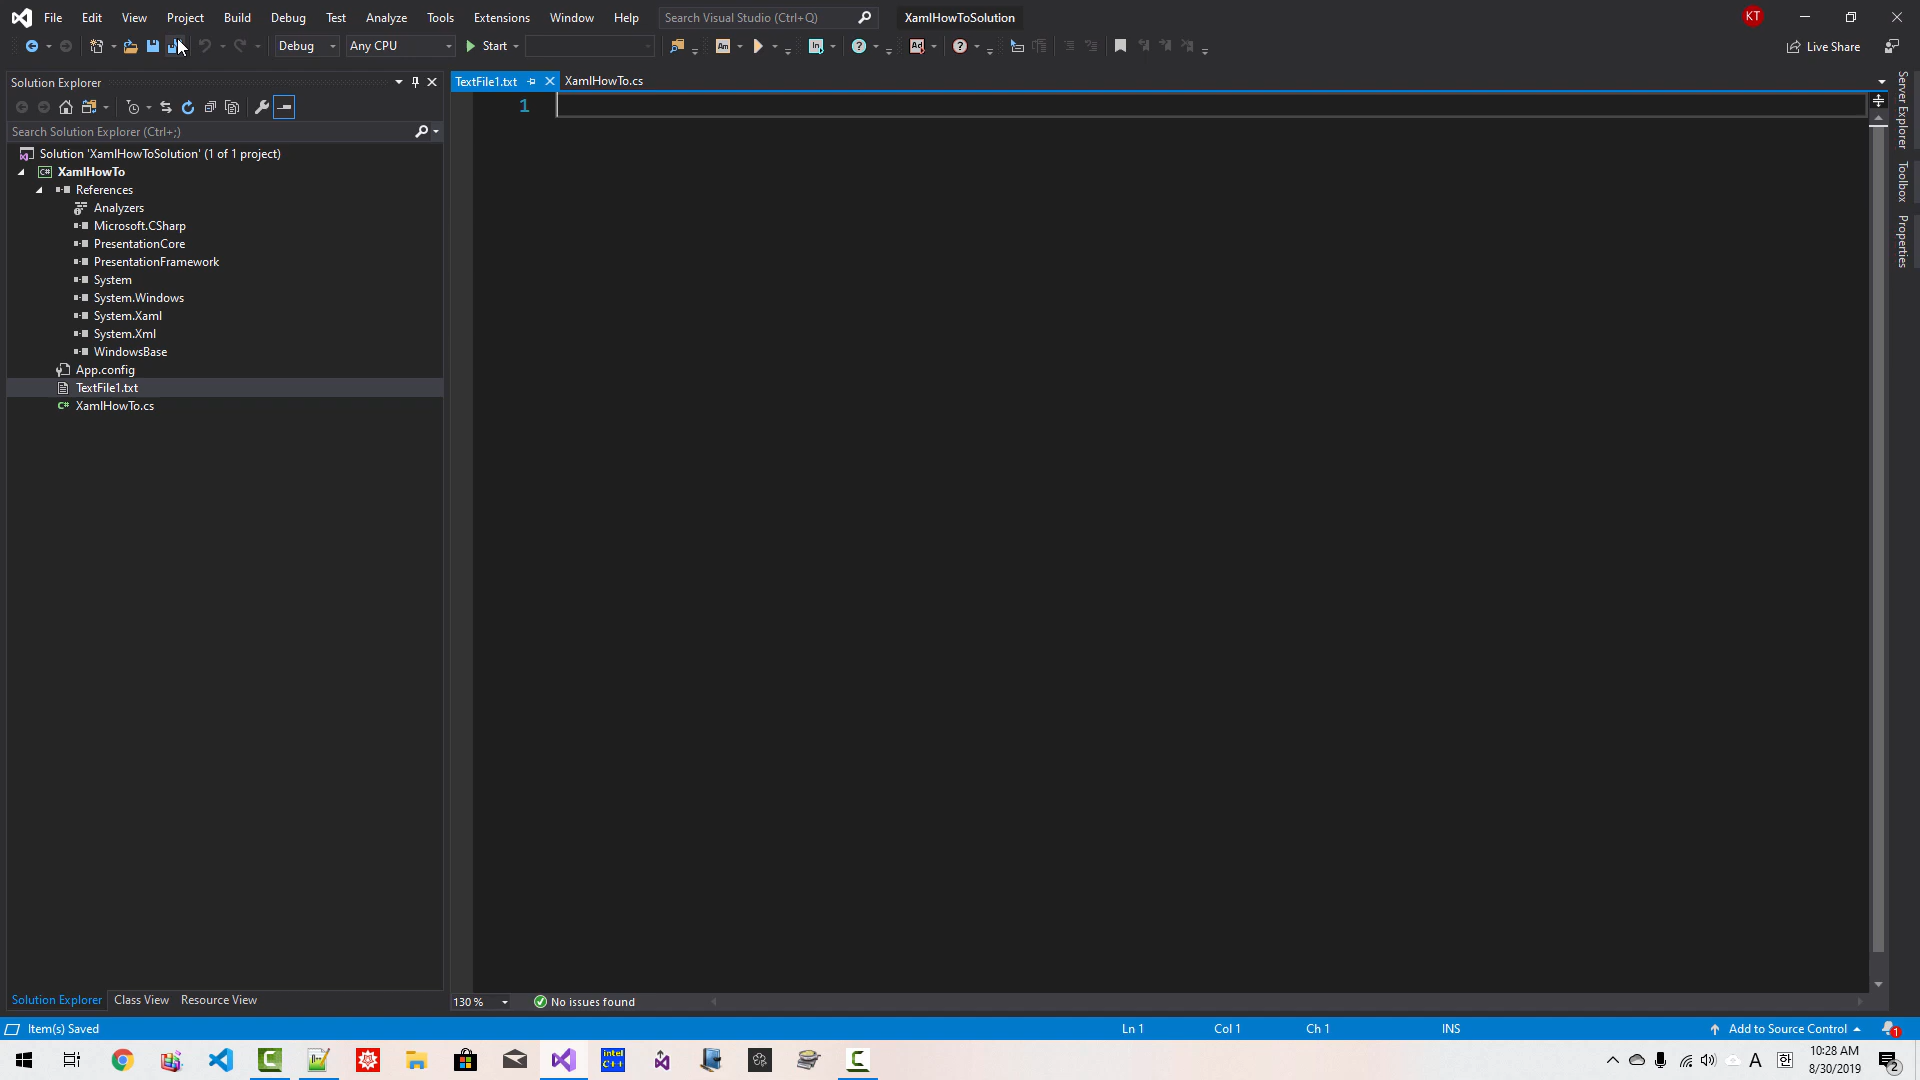 File Edit View Project Build Debug Test Analyze Tools Extensions Window Help Search Visual Studio (Ctrl+Q) XamlHowToSolution KT
Debug Any CPU Start Live Share
Solution Explorer
TextFile1.txt XamlHowTo.cs
1
Search Solution Explorer (Ctrl+;)
Solution 'XamlHowToSolution' (1 of 1 project)
C# XamlHowTo
References
Analyzers
Microsoft.CSharp
PresentationCore
PresentationFramework
System
System.Windows
System.Xaml
System.Xml
WindowsBase
App.config
TextFile1.txt
C# XamlHowTo.cs
Server Explorer
Toolbox
Properties
Solution Explorer Class View Resource View
130 % No issues found
Item(s) Saved Ln 1 Col 1 Ch 1 INS Add to Source Control 1
intel C++
A 한 10:28 AM
8/30/2019 2